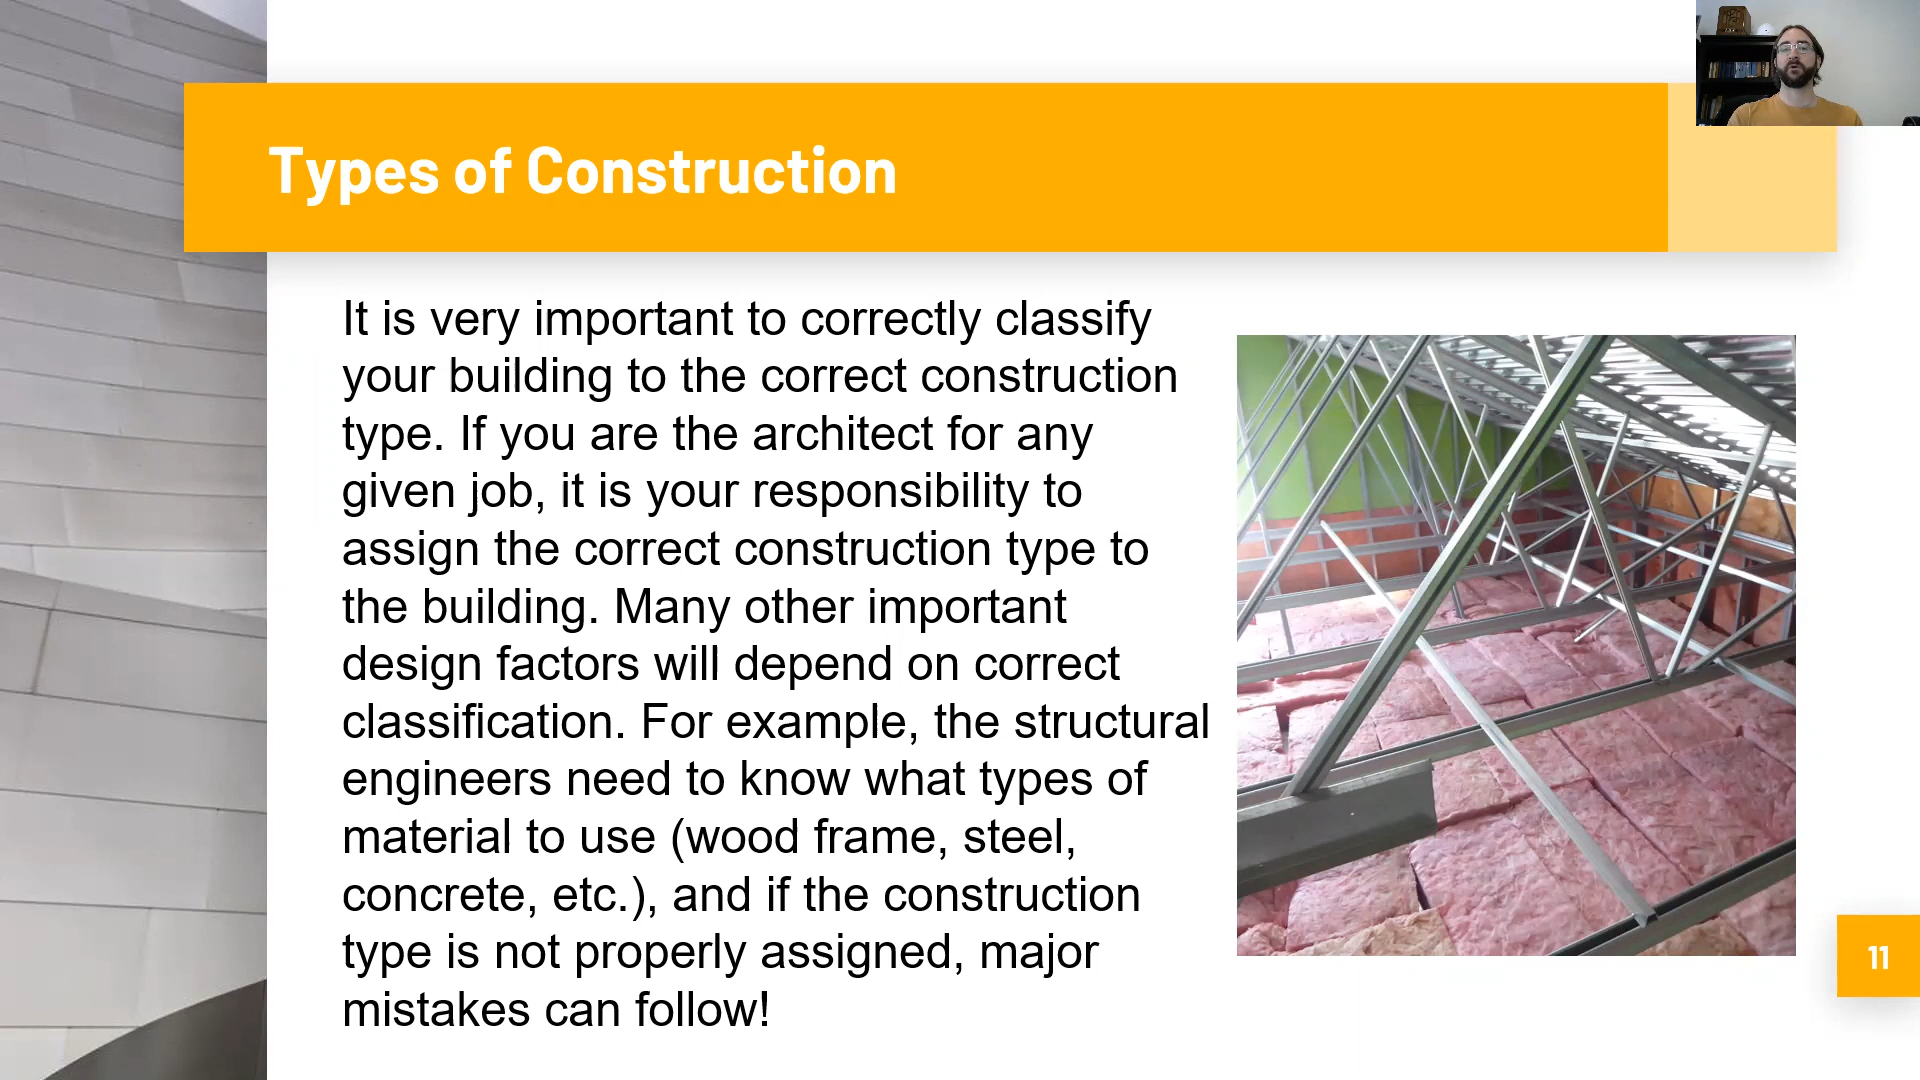 Types of Construction
It is very important to correctly classify
your building to the correct construction
type. If you are the architect for any
given job, it is your responsibility to
assign the correct construction type to
the building. Many other important
design factors will depend on correct
classification. For example, the structural
engineers need to know what types of
material to use (wood frame, steel,
concrete, etc.), and if the construction
type is not properly assigned, major
mistakes can follow!
11